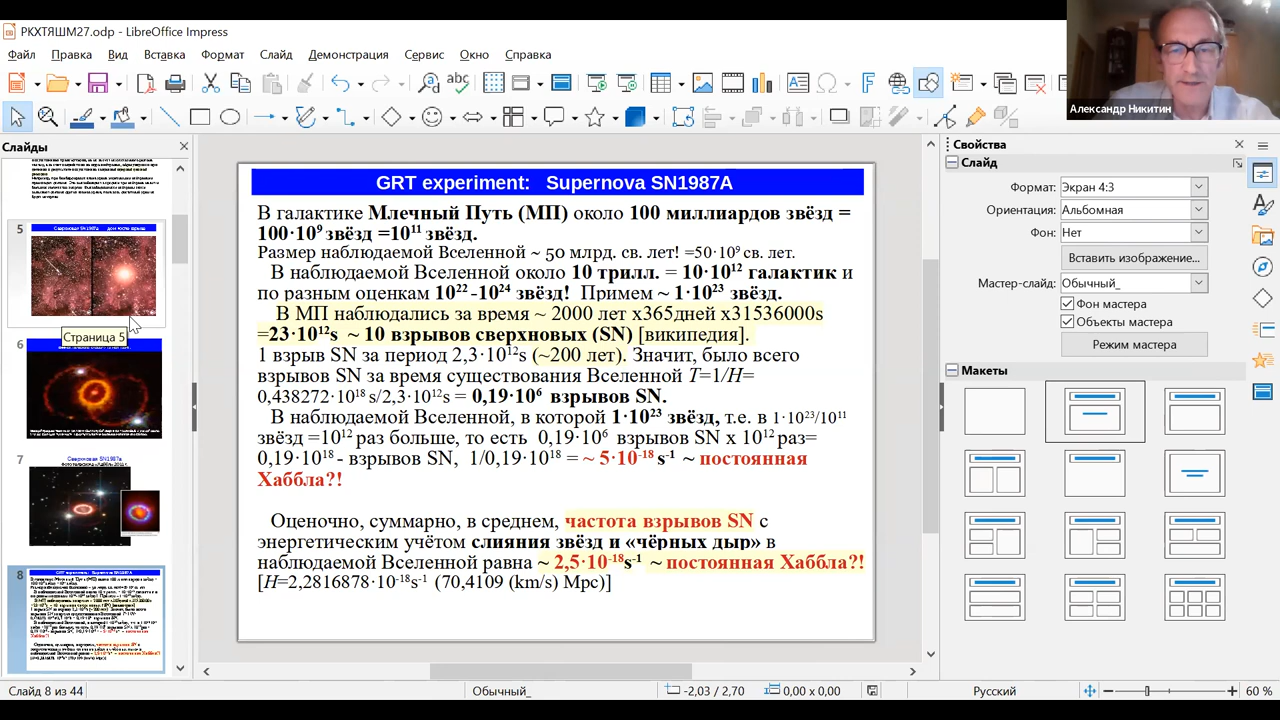 РКХТЯШМ27.odp - LibreOffice Impress
Файл Правка Вид Вставка Формат Слайд Демонстрация Сервис Окно Справка
Александр Никитин
Слайды
5
Сверхновая SN1987A до и после взрыва
Страница 5
6
7
Сверхновая SN1987a
8
GRT experiment: Supernova SN1987A
В галактике Млечный Путь (МП) около 100 миллиардов звёзд =
100·10⁹ звёзд =10¹¹ звёзд.
Размер наблюдаемой Вселенной ~ 50 млрд. св. лет! =50·10⁹ св. лет.
В наблюдаемой Вселенной около 10 трилл. = 10·10¹² галактик и
по разным оценкам 10²² -10²⁴ звёзд! Примем ~ 1·10²³ звёзд.
В МП наблюдались за время ~ 2000 лет х365дней х31536000s
=23·10¹²s ~ 10 взрывов сверхновых (SN) [википедия].
1 взрыв SN за период 2,3·10¹²s (~200 лет). Значит, было всего
взрывов SN за время существования Вселенной T=1/H=
0,438272·10¹⁸ s/2,3·10¹²s = 0,19·10⁶ взрывов SN.
В наблюдаемой Вселенной, в которой 1·10²³ звёзд, т.е. в 1·10²³/10¹¹
звёзд =10¹² раз больше, то есть 0,19·10⁶ взрывов SN х 10¹² раз=
0,19·10¹⁸ - взрывов SN, 1/0,19·10¹⁸ = ~ 5·10⁻¹⁸ s⁻¹ ~ постоянная
Хаббла?!
Оценочно, суммарно, в среднем, частота взрывов SN с
энергетическим учётом слияния звёзд и «чёрных дыр» в
наблюдаемой Вселенной равна ~ 2,5·10⁻¹⁸s⁻¹ ~ постоянная Хаббла?!
[H=2,2816878·10⁻¹⁸s⁻¹ (70,4109 (km/s) Mpc)]
Свойства
Слайд
Формат: Экран 4:3
Ориентация: Альбомная
Фон: Нет
Вставить изображение...
Мастер-слайд: Обычный_
Фон мастера
Объекты мастера
Режим мастера
Макеты
Слайд 8 из 44 Обычный_ -2,03 / 2,70 0,00 x 0,00 Русский 60 %